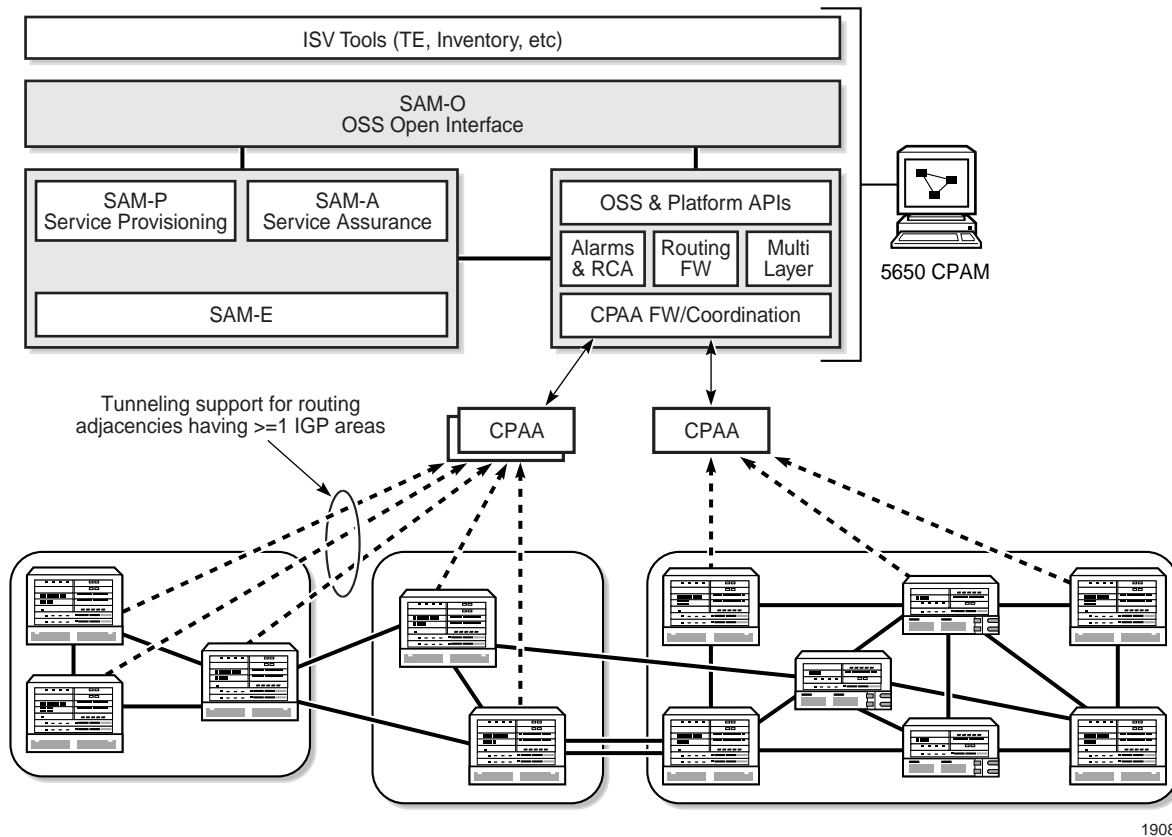 ISV Tools (TE, Inventory, etc)
SAM-O
OSS Open Interface
SAM-P
Service Provisioning
SAM-A
Service Assurance
SAM-E
OSS & Platform APIs
Alarms
& RCA
Routing
FW
Multi
Layer
CPAA FW/Coordination
5650 CPAM
Tunneling support for routing
adjacencies having >=1 IGP areas
CPAA
CPAA
1908